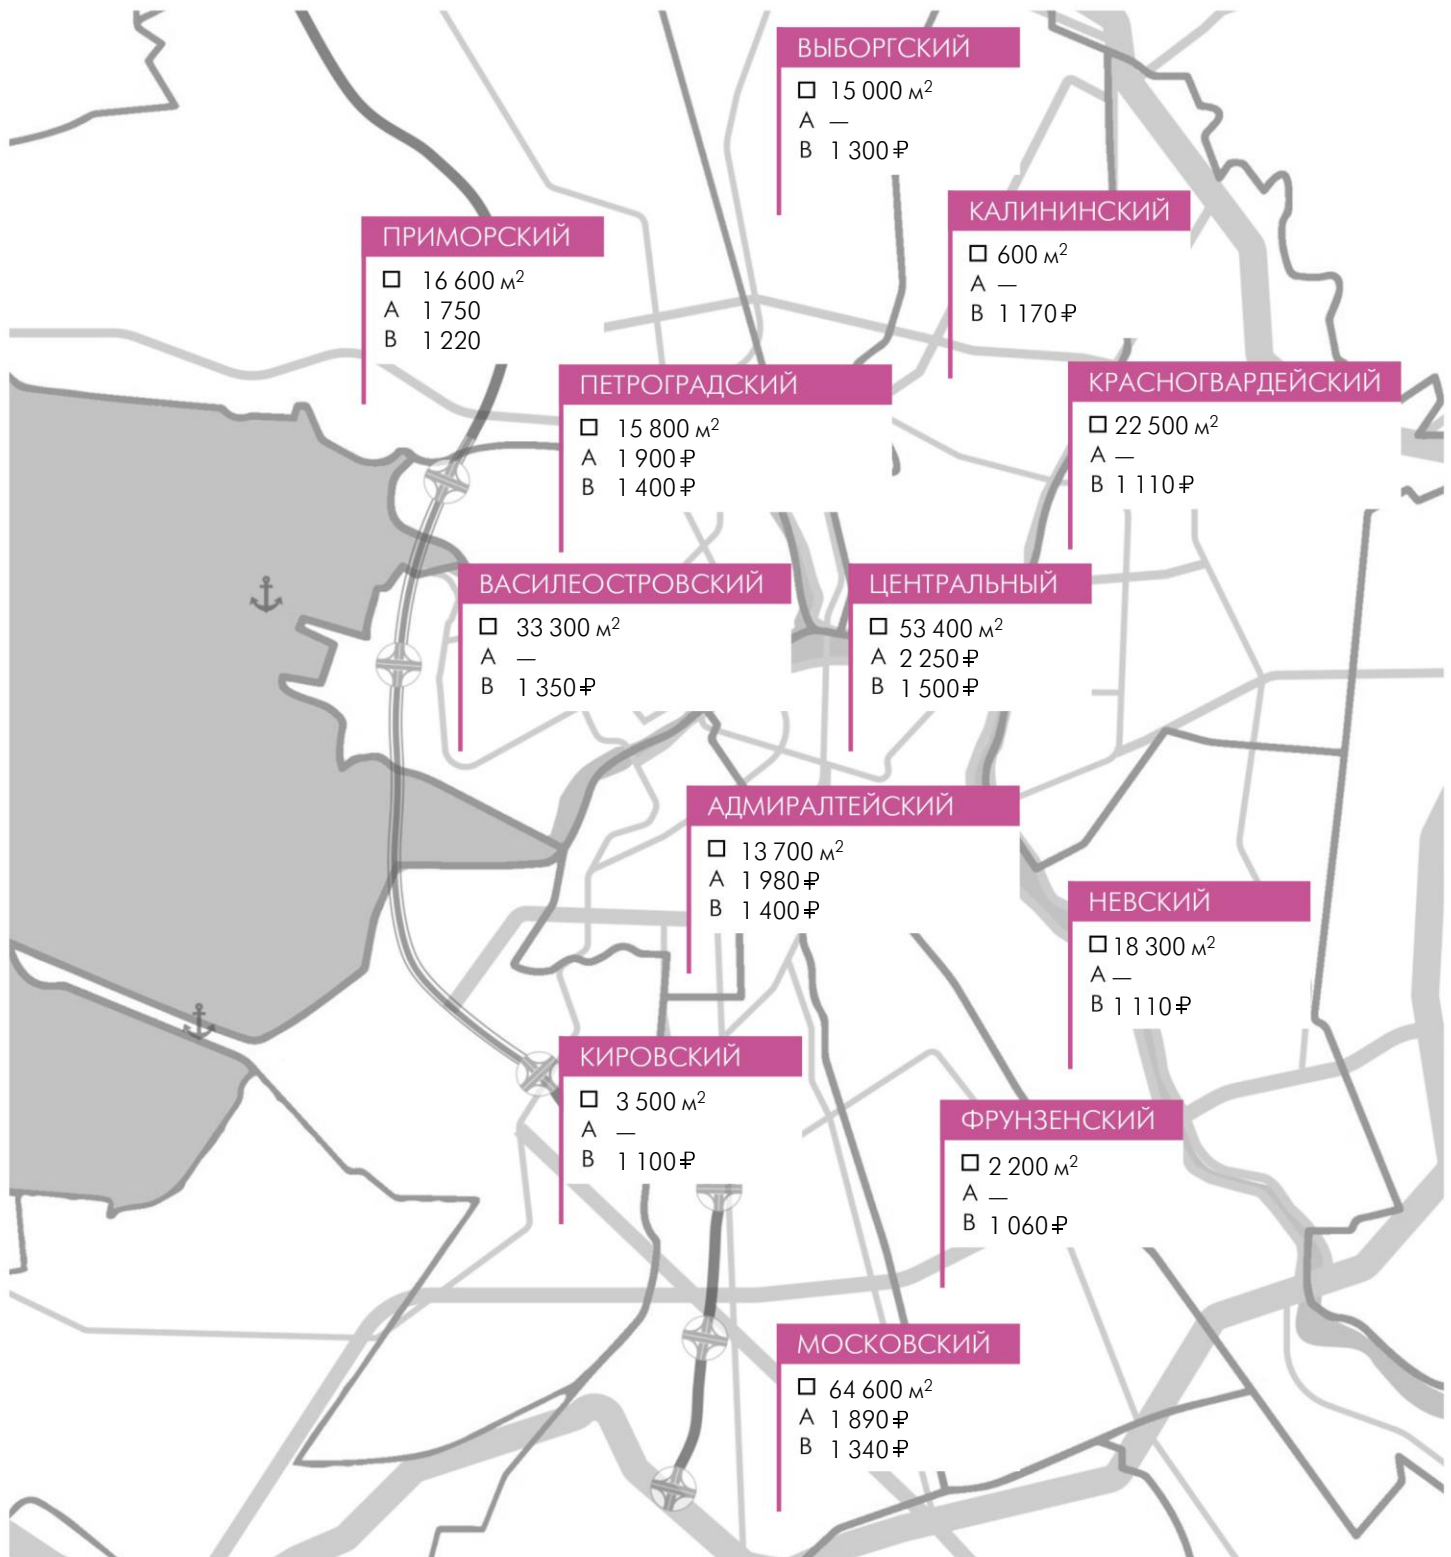 ВЫБОРГСКИЙ
15 000 м²
А —
В 1 300 ₽
КАЛИНИНСКИЙ
600 м²
А —
В 1 170 ₽
ПРИМОРСКИЙ
16 600 м²
А 1 750
В 1 220
ПЕТРОГРАДСКИЙ
15 800 м²
А 1 900 ₽
В 1 400 ₽
КРАСНОГВАРДЕЙСКИЙ
22 500 м²
А —
В 1 110 ₽
ВАСИЛЕОСТРОВСКИЙ
33 300 м²
А —
В 1 350 ₽
ЦЕНТРАЛЬНЫЙ
53 400 м²
А 2 250 ₽
В 1 500 ₽
АДМИРАЛТЕЙСКИЙ
13 700 м²
А 1 980 ₽
В 1 400 ₽
НЕВСКИЙ
18 300 м²
А —
В 1 110 ₽
КИРОВСКИЙ
3 500 м²
А —
В 1 100 ₽
ФРУНЗЕНСКИЙ
2 200 м²
А —
В 1 060 ₽
МОСКОВСКИЙ
64 600 м²
А 1 890 ₽
В 1 340 ₽